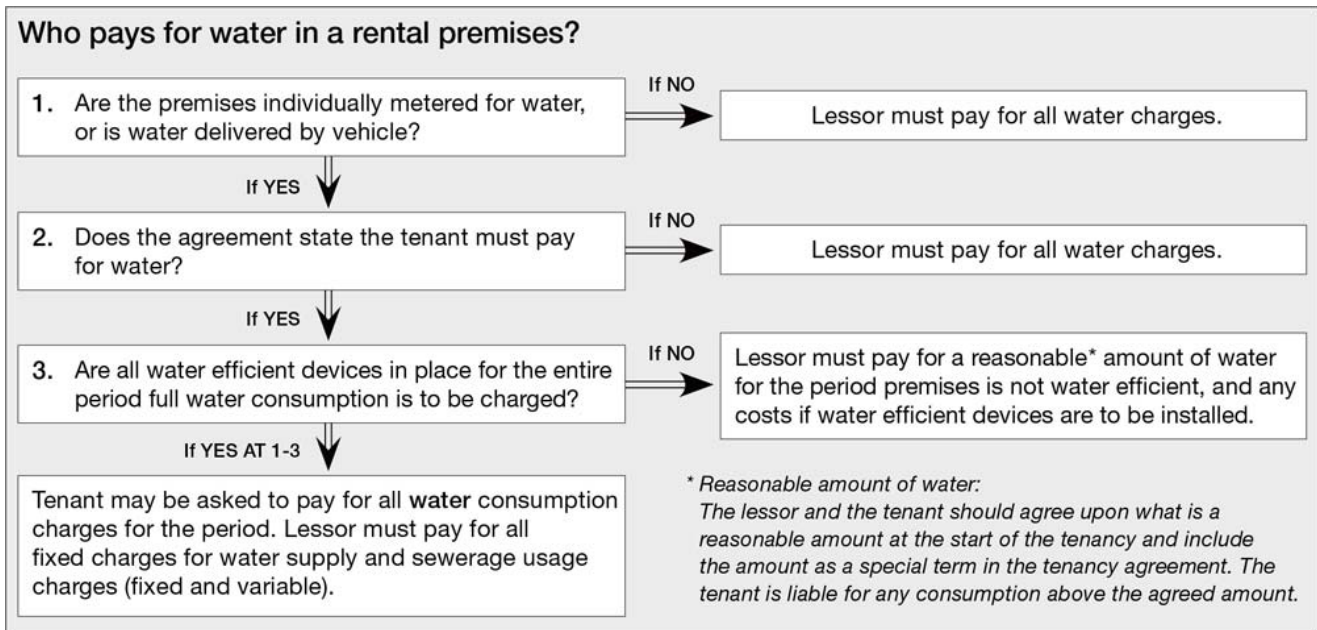 Who pays for water in a rental premises?
1. Are the premises individually metered for water,
or is water delivered by vehicle?
If NO
Lessor must pay for all water charges.
If YES
2. Does the agreement state the tenant must pay
for water?
If NO
Lessor must pay for all water charges.
If YES
3. Are all water efficient devices in place for the entire
period full water consumption is to be charged?
If NO
Lessor must pay for a reasonable* amount of water
for the period premises is not water efficient, and any
costs if water efficient devices are to be installed.
If YES AT 1-3
Tenant may be asked to pay for all water consumption
charges for the period. Lessor must pay for all
fixed charges for water supply and sewerage usage
charges (fixed and variable).
* Reasonable amount of water:
The lessor and the tenant should agree upon what is a
reasonable amount at the start of the tenancy and include
the amount as a special term in the tenancy agreement. The
tenant is liable for any consumption above the agreed amount.